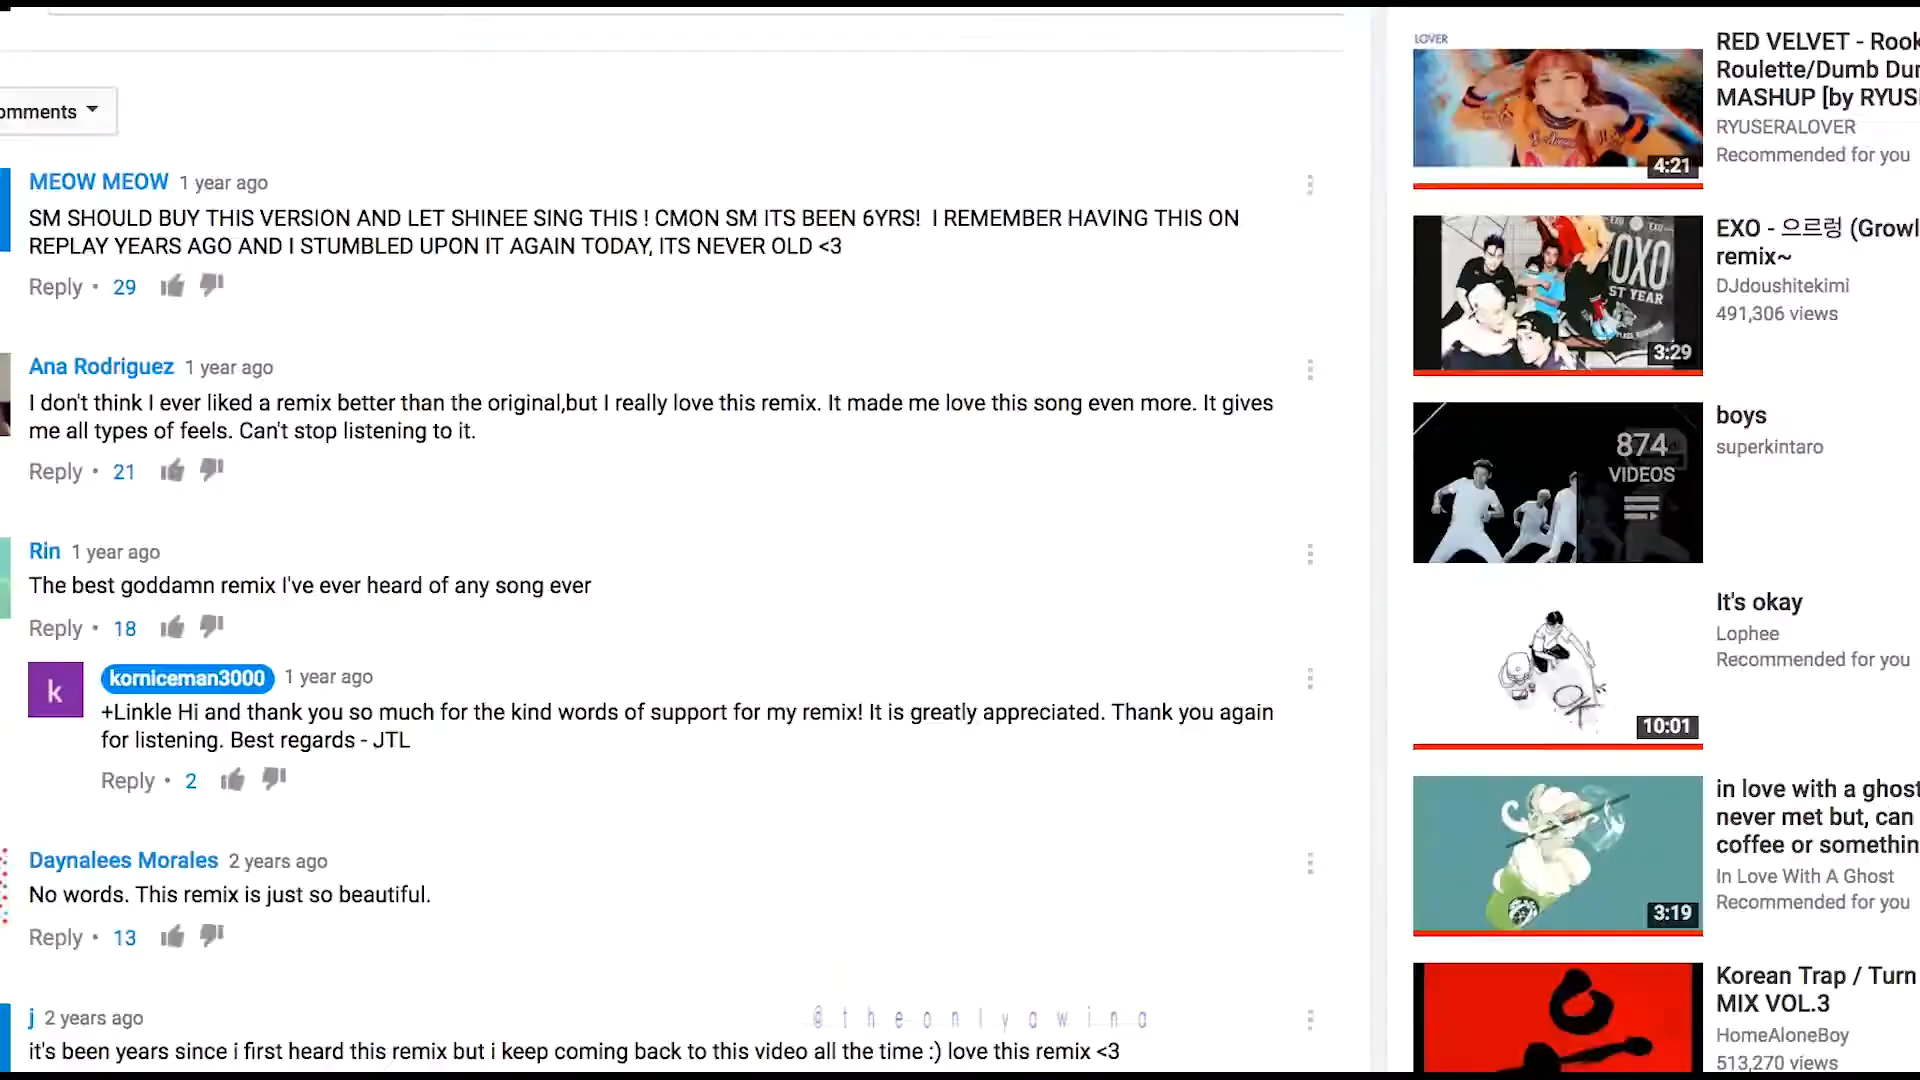 omments
MEOW MEOW 1 year ago
SM SHOULD BUY THIS VERSION AND LET SHINEE SING THIS ! CMON SM ITS BEEN 6YRS!  I REMEMBER HAVING THIS ON
REPLAY YEARS AGO AND I STUMBLED UPON IT AGAIN TODAY, ITS NEVER OLD <3
Reply • 29
Ana Rodriguez 1 year ago
I don't think I ever liked a remix better than the original,but I really love this remix. It made me love this song even more. It gives
me all types of feels. Can't stop listening to it.
Reply • 21
Rin 1 year ago
The best goddamn remix I've ever heard of any song ever
Reply • 18
k
korniceman3000 1 year ago
+Linkle Hi and thank you so much for the kind words of support for my remix! It is greatly appreciated. Thank you again
for listening. Best regards - JTL
Reply • 2
Daynalees Morales 2 years ago
No words. This remix is just so beautiful.
Reply • 13
j 2 years ago
it's been years since i first heard this remix but i keep coming back to this video all the time :) love this remix <3
@theonlyawina
LOVER
4:21
RED VELVET - Rook
Roulette/Dumb Dum
MASHUP [by RYUS
RYUSERALOVER
Recommended for you
OXO
ST YEAR
3:29
EXO - 으르렁 (Growl
remix~
DJdoushitekimi
491,306 views
874
VIDEOS
boys
superkintaro
OK
10:01
It's okay
Lophee
Recommended for you
3:19
in love with a ghost
never met but, can
coffee or somethin
In Love With A Ghost
Recommended for you
Korean Trap / Turn
MIX VOL.3
HomeAloneBoy
513,270 views